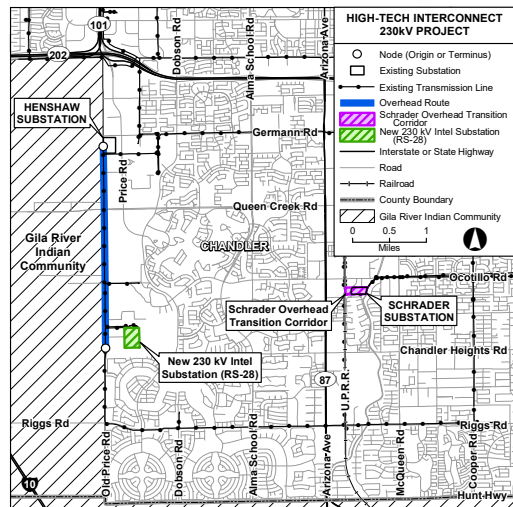 HIGH-TECH INTERCONNECT
230kV PROJECT
Node (Origin or Terminus)
Existing Substation
Existing Transmission Line
Overhead Route
Schrader Overhead Transition
Corridor
New 230 kV Intel Substation
(RS-28)
Interstate or State Highway
Road
Railroad
County Boundary
Gila River Indian Community
0 0.5 1
Miles
101
202
Dobson Rd
Alma School Rd
Arizona Ave
HENSHAW
SUBSTATION
Germann Rd
Price Rd
Queen Creek Rd
CHANDLER
Gila River
Indian
Community
Ocotillo Rd
Schrader Overhead
Transition Corridor
SCHRADER
SUBSTATION
New 230 kV Intel
Substation (RS-28)
Chandler Heights Rd
87
U.P.R.R.
Riggs Rd
Riggs Rd
Old Price Rd
Dobson Rd
Alma School Rd
Arizona Ave
McQueen Rd
Cooper Rd
10
Hunt Hwy